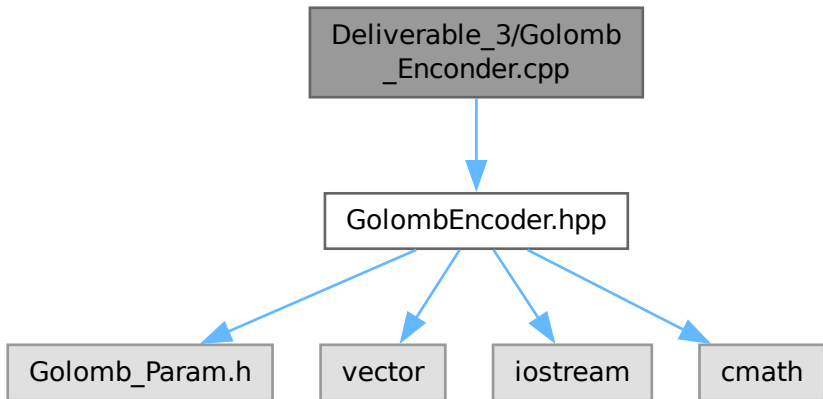 Deliverable_3/Golomb
_Enconder.cpp
GolombEncoder.hpp
Golomb_Param.h
vector
iostream
cmath